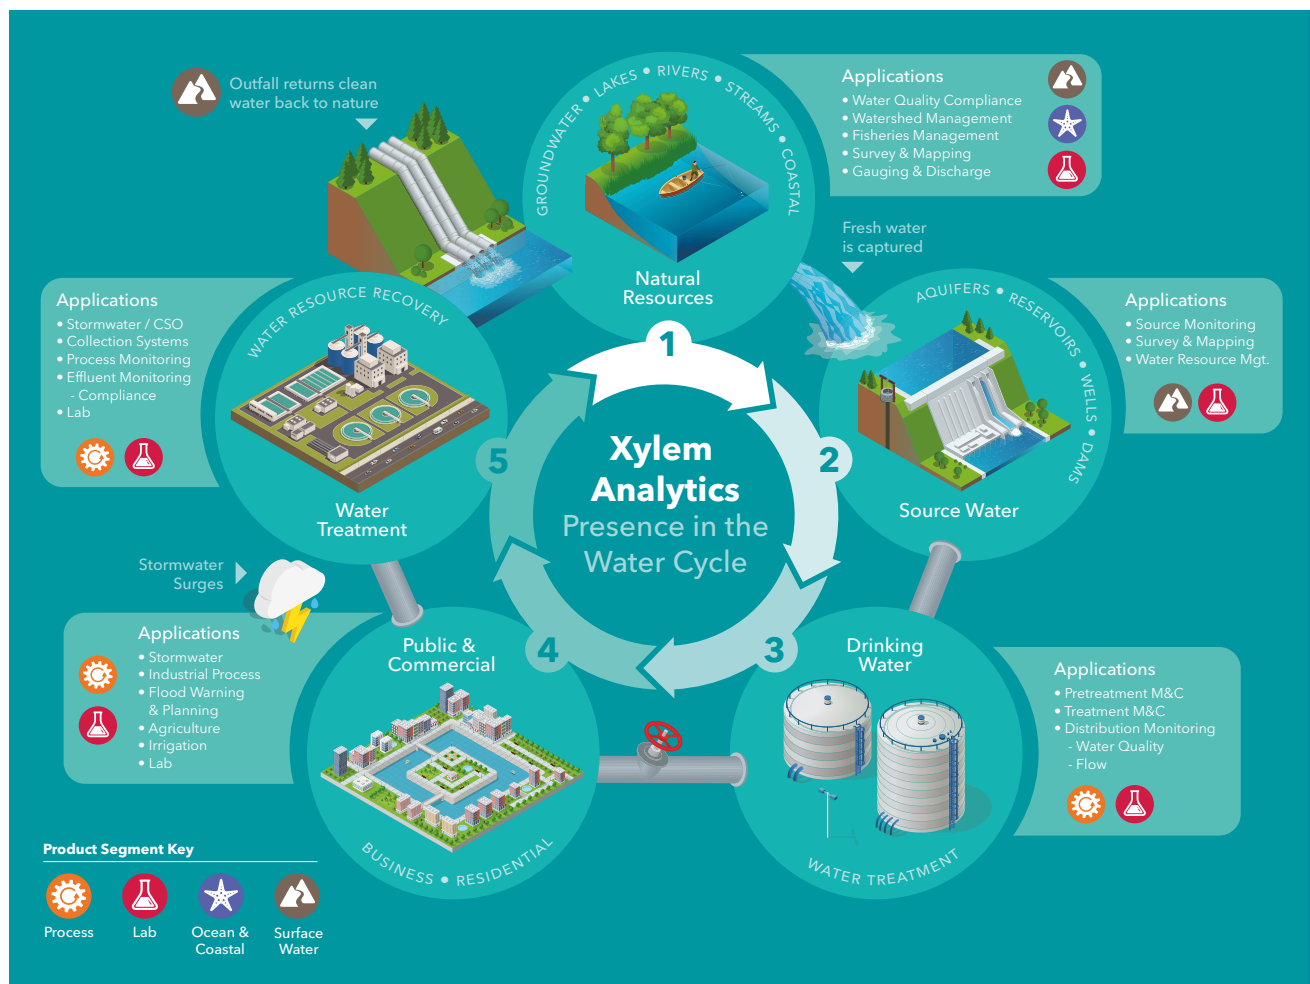 Outfall returns clean
water back to nature
GROUNDWATER • LAKES • RIVERS • STREAMS • COASTAL
Natural
Resources
Applications
• Water Quality Compliance
• Watershed Management
• Fisheries Management
• Survey & Mapping
• Gauging & Discharge
Fresh water
is captured
AQUIFERS • RESERVOIRS • WELLS • DAMS
Source Water
Applications
• Source Monitoring
• Survey & Mapping
• Water Resource Mgt.
Applications
• Stormwater / CSO
• Collection Systems
• Process Monitoring
• Effluent Monitoring
- Compliance
• Lab
WATER RESOURCE RECOVERY
Water
Treatment
1
2
3
4
5
Xylem
Analytics
Presence in the
Water Cycle
Stormwater
Surges
Applications
• Stormwater
• Industrial Process
• Flood Warning
& Planning
• Agriculture
• Irrigation
• Lab
Public &
Commercial
BUSINESS • RESIDENTIAL
Drinking
Water
WATER TREATMENT
Applications
• Pretreatment M&C
• Treatment M&C
• Distribution Monitoring
- Water Quality
- Flow
Product Segment Key
Process
Lab
Ocean &
Coastal
Surface
Water